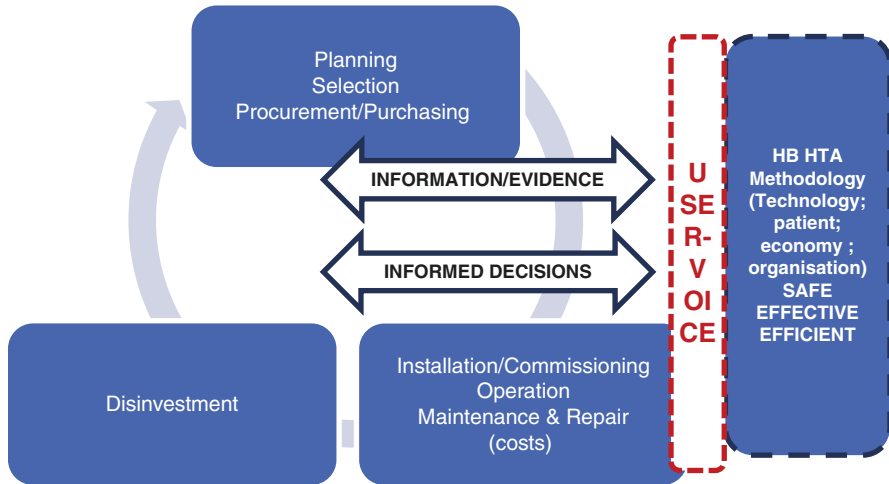 Planning
Selection
Procurement/Purchasing
INFORMATION/EVIDENCE
INFORMED DECISIONS
Disinvestment
Installation/Commissioning
Operation
Maintenance & Repair
(costs)
U
SE
R-
V
OI
CE
HB HTA
Methodology
(Technology;
patient;
economy ;
organisation)
SAFE
EFFECTIVE
EFFICIENT